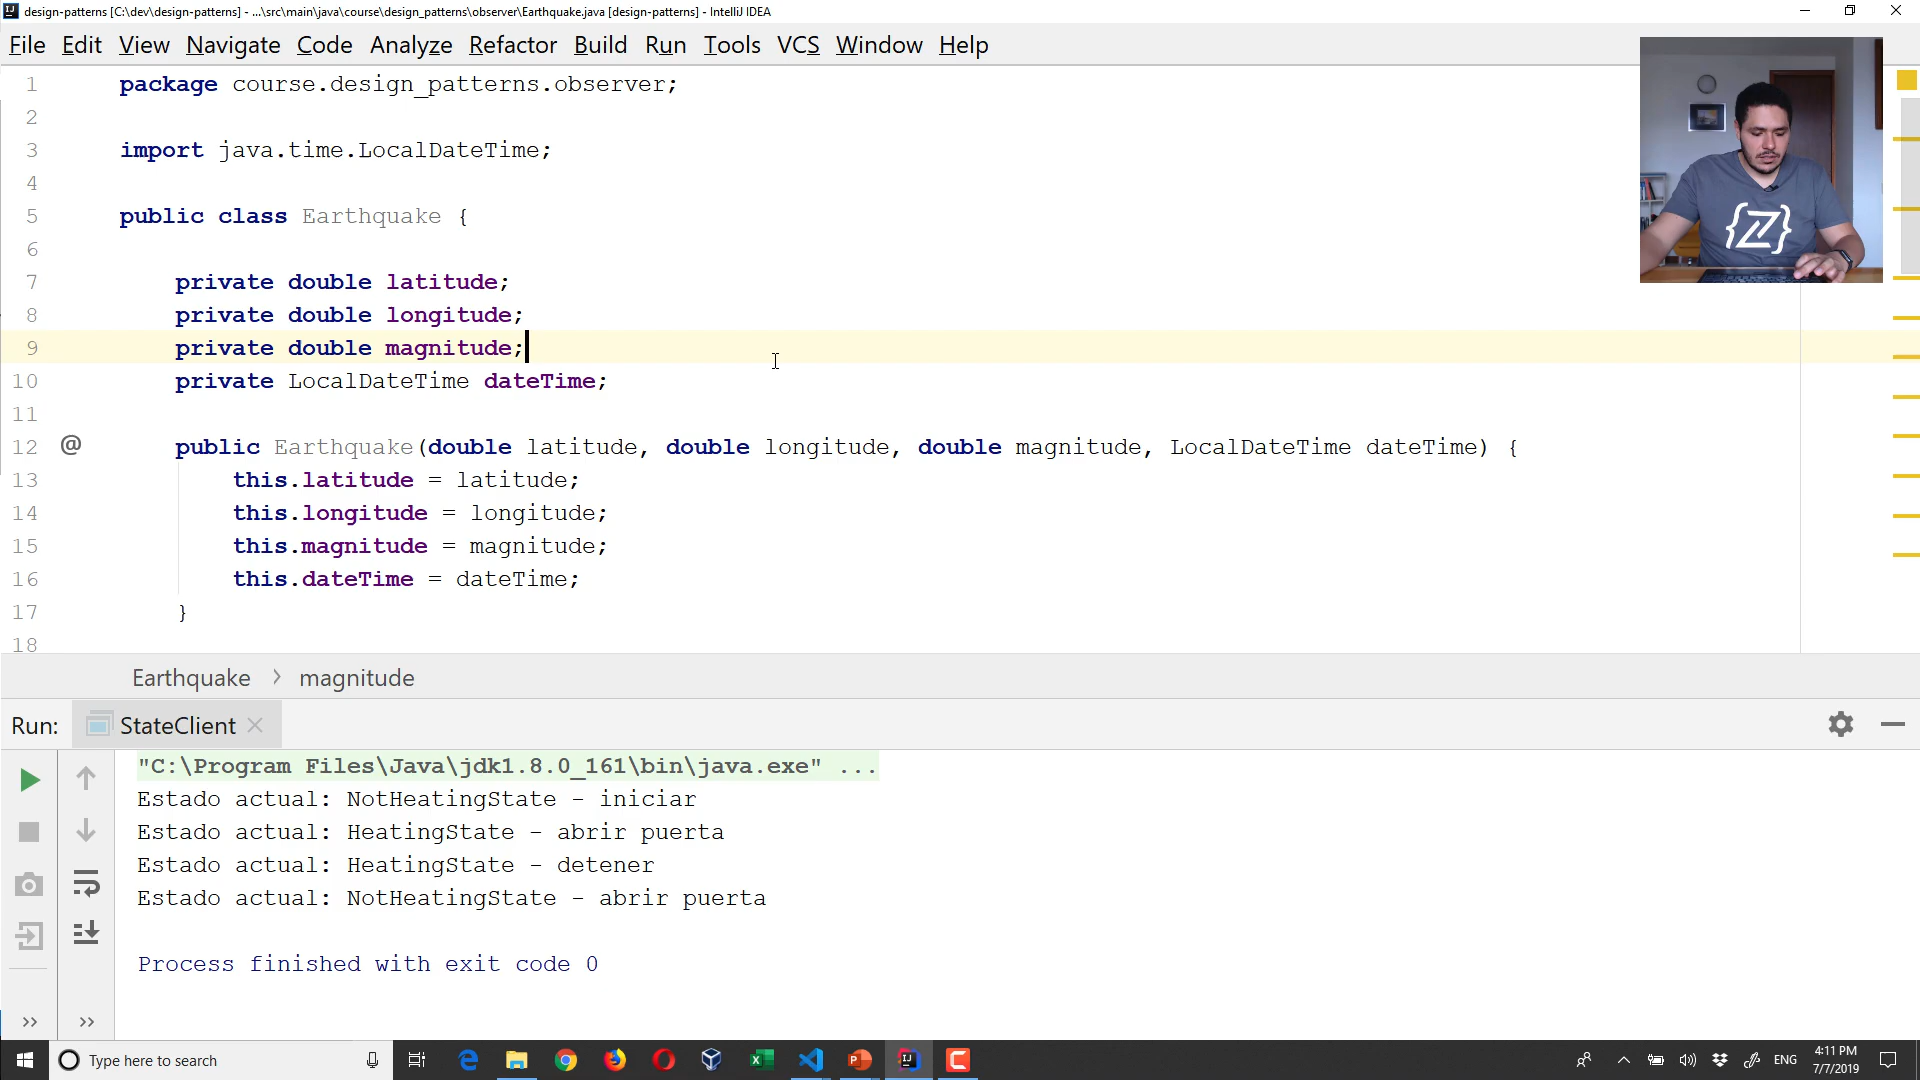 design-patterns [C:\dev\design-patterns] - ...\src\main\java\course\design_patterns\observer\Earthquake.java [design-patterns] - IntelliJ IDEA
File Edit View Navigate Code Analyze Refactor Build Run Tools VCS Window Help
1 package course.design_patterns.observer;
2
3 import java.time.LocalDateTime;
4
5 public class Earthquake {
6
7 private double latitude;
8 private double longitude;
9 private double magnitude;
10 private LocalDateTime dateTime;
11
12 @ public Earthquake(double latitude, double longitude, double magnitude, LocalDateTime dateTime) {
13 this.latitude = latitude;
14 this.longitude = longitude;
15 this.magnitude = magnitude;
16 this.dateTime = dateTime;
17 }
18
Earthquake > magnitude
Run: StateClient
"C:\Program Files\Java\jdk1.8.0_161\bin\java.exe" ...
Estado actual: NotHeatingState - iniciar
Estado actual: HeatingState - abrir puerta
Estado actual: HeatingState - detener
Estado actual: NotHeatingState - abrir puerta
Process finished with exit code 0
Type here to search
ENG
4:11 PM
7/7/2019